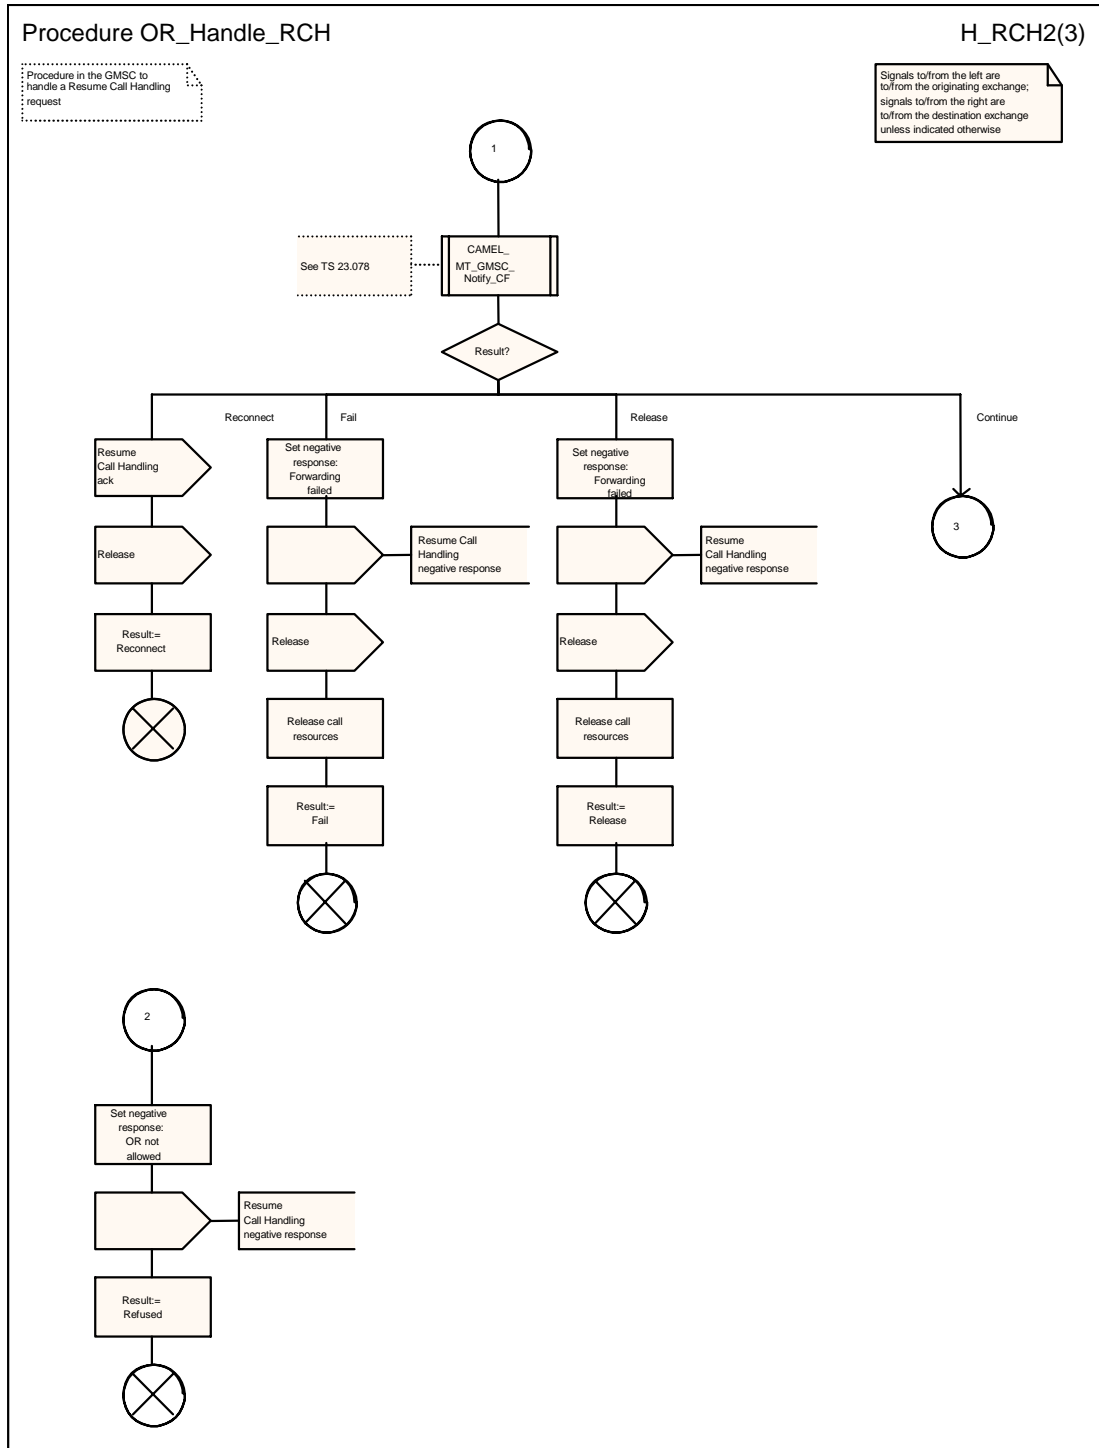 Procedure OR_Handle_RCH
H_RCH2(3)
Procedure in the GMSC to
handle a Resume Call Handling
request
Signals to/from the left are
to/from the originating exchange;
signals to/from the right are
to/from the destination exchange
unless indicated otherwise
1
See TS 23.078
CAMEL_
MT_GMSC_
Notify_CF
Result?
Reconnect
Fail
Release
Continue
Resume
Call Handling
ack
Release
Result:=
Reconnect
Set negative
response:
Forwarding
failed
Resume Call
Handling
negative response
Release
Release call
resources
Result:=
Fail
Set negative
response:
Forwarding
failed
Resume
Call Handling
negative response
Release
Release call
resources
Result:=
Release
3
2
Set negative
response:
OR not
allowed
Resume
Call Handling
negative response
Result:=
Refused